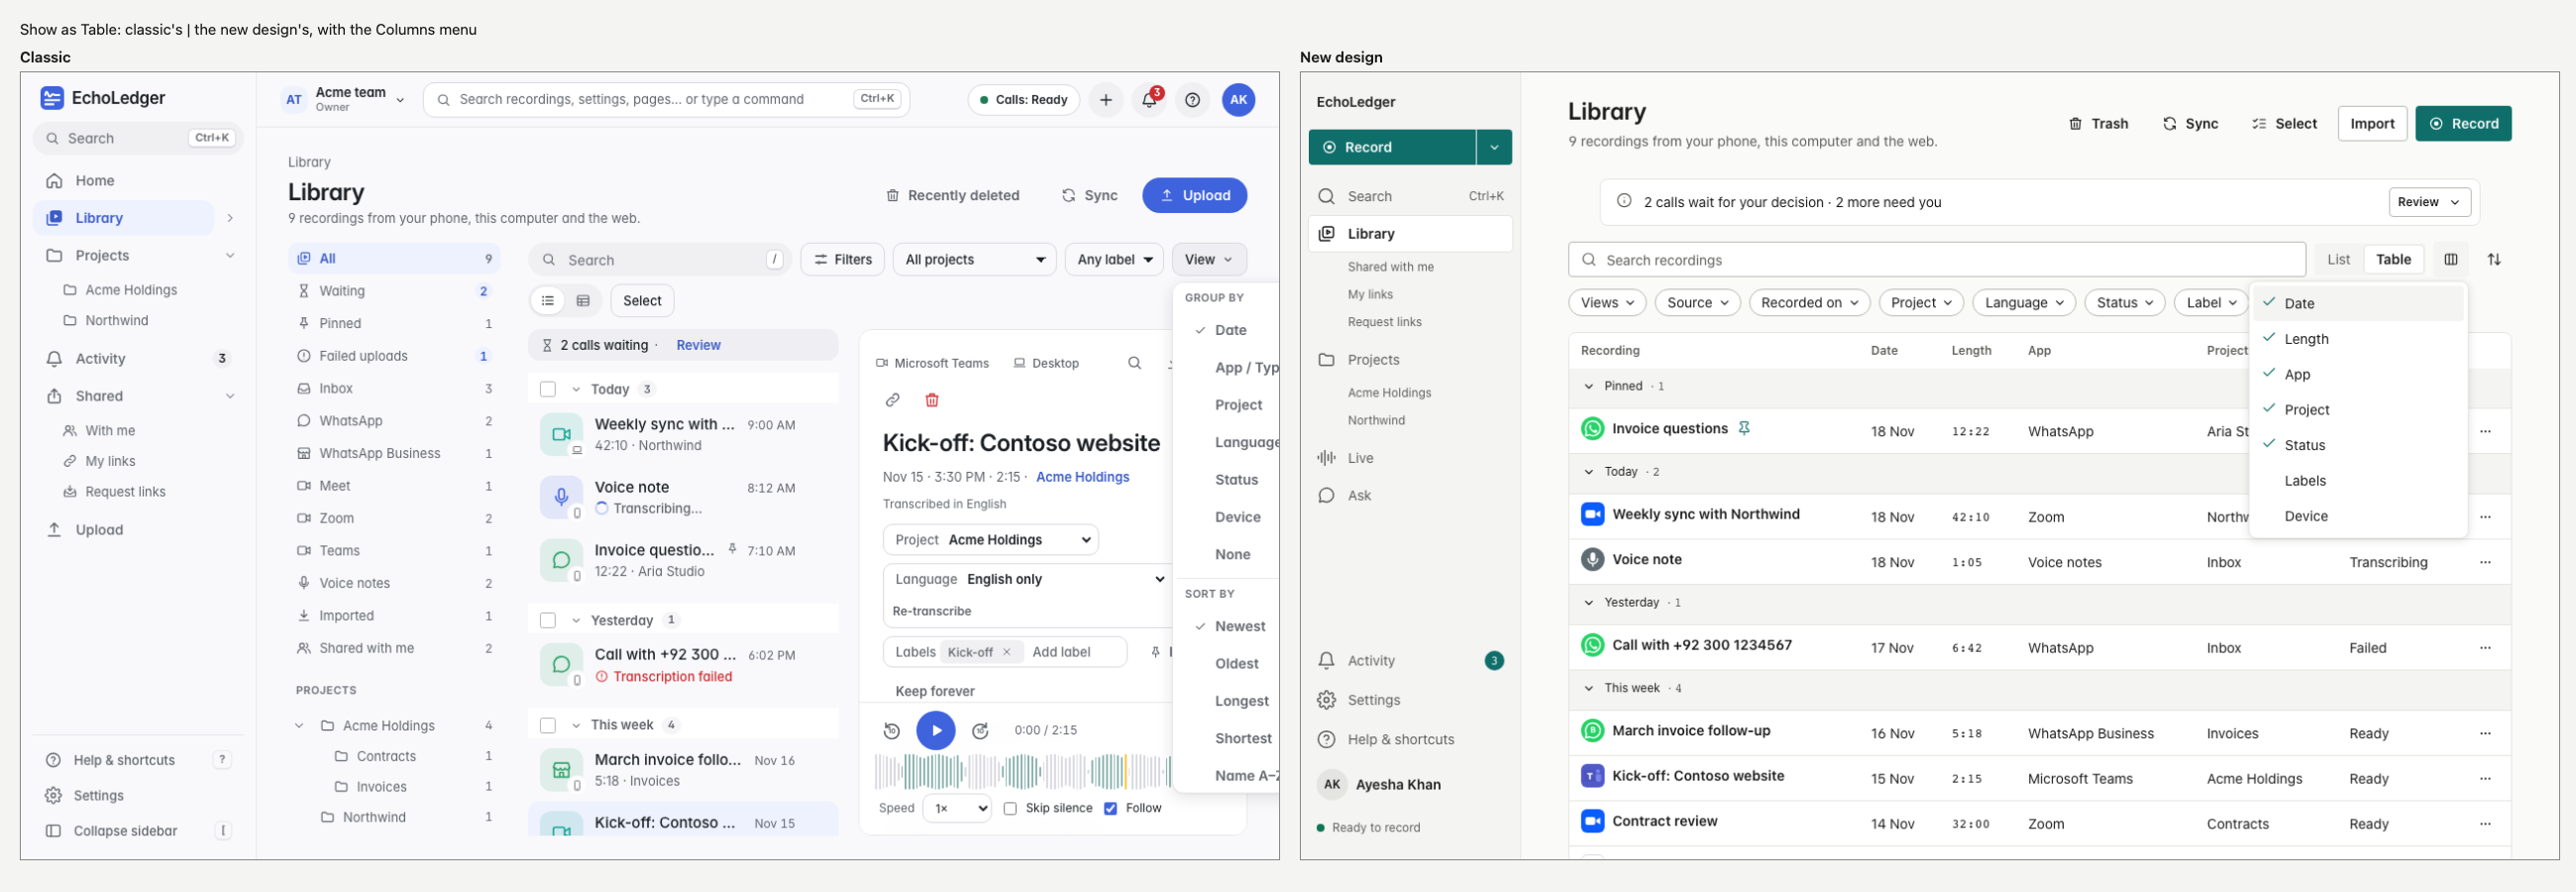 Show as Table: classic's | the new design's, with the Columns menu
Classic
EchoLedger
Search Ctrl+K
Home
Library
Projects
Acme Holdings
Northwind
Activity 3
Shared
With me
My links
Request links
Upload
Help & shortcuts ?
Settings
Collapse sidebar [
AT Acme team
Owner
Search recordings, settings, pages... or type a command Ctrl+K
Calls: Ready
3
AK
Library
Library
9 recordings from your phone, this computer and the web.
Recently deleted Sync Upload
All 9
Waiting 2
Pinned 1
Failed uploads 1
Inbox 3
WhatsApp 2
WhatsApp Business 1
Meet 1
Zoom 2
Teams 1
Voice notes 2
Imported 1
Shared with me 2
PROJECTS
Acme Holdings 4
Contracts 1
Invoices 1
Northwind 1
Search /
Filters All projects Any label View
Select
2 calls waiting · Review
Today 3
Weekly sync with ... 9:00 AM
42:10 · Northwind
Voice note 8:12 AM
Transcribing...
Invoice questio... 7:10 AM
12:22 · Aria Studio
Yesterday 1
Call with +92 300 ... 6:02 PM
Transcription failed
This week 4
March invoice follo... Nov 16
5:18 · Invoices
Kick-off: Contoso ... Nov 15
Microsoft Teams Desktop
Kick-off: Contoso website
Nov 15 · 3:30 PM · 2:15 · Acme Holdings
Transcribed in English
Project Acme Holdings
Language English only
Re-transcribe
Labels Kick-off × Add label
Keep forever
10 10 0:00 / 2:15
Speed 1× Skip silence Follow
GROUP BY
Date
App / Typ
Project
Language
Status
Device
None
SORT BY
Newest
Oldest
Longest
Shortest
Name A–Z
New design
EchoLedger
Record
Search Ctrl+K
Library
Shared with me
My links
Request links
Projects
Acme Holdings
Northwind
Live
Ask
Activity 3
Settings
Help & shortcuts
AK Ayesha Khan
Ready to record
Library
9 recordings from your phone, this computer and the web.
Trash Sync Select Import Record
2 calls wait for your decision · 2 more need you Review
Search recordings List Table
Views Source Recorded on Project Language Status Label
Date
Length
App
Project
Status
Labels
Device
Recording Date Length App Project
Pinned · 1
Invoice questions 18 Nov 12:22 WhatsApp Aria St
Today · 2
Weekly sync with Northwind 18 Nov 42:10 Zoom Northw
Voice note 18 Nov 1:05 Voice notes Inbox Transcribing
Yesterday · 1
Call with +92 300 1234567 17 Nov 6:42 WhatsApp Inbox Failed
This week · 4
March invoice follow-up 16 Nov 5:18 WhatsApp Business Invoices Ready
Kick-off: Contoso website 15 Nov 2:15 Microsoft Teams Acme Holdings Ready
Contract review 14 Nov 32:00 Zoom Contracts Ready